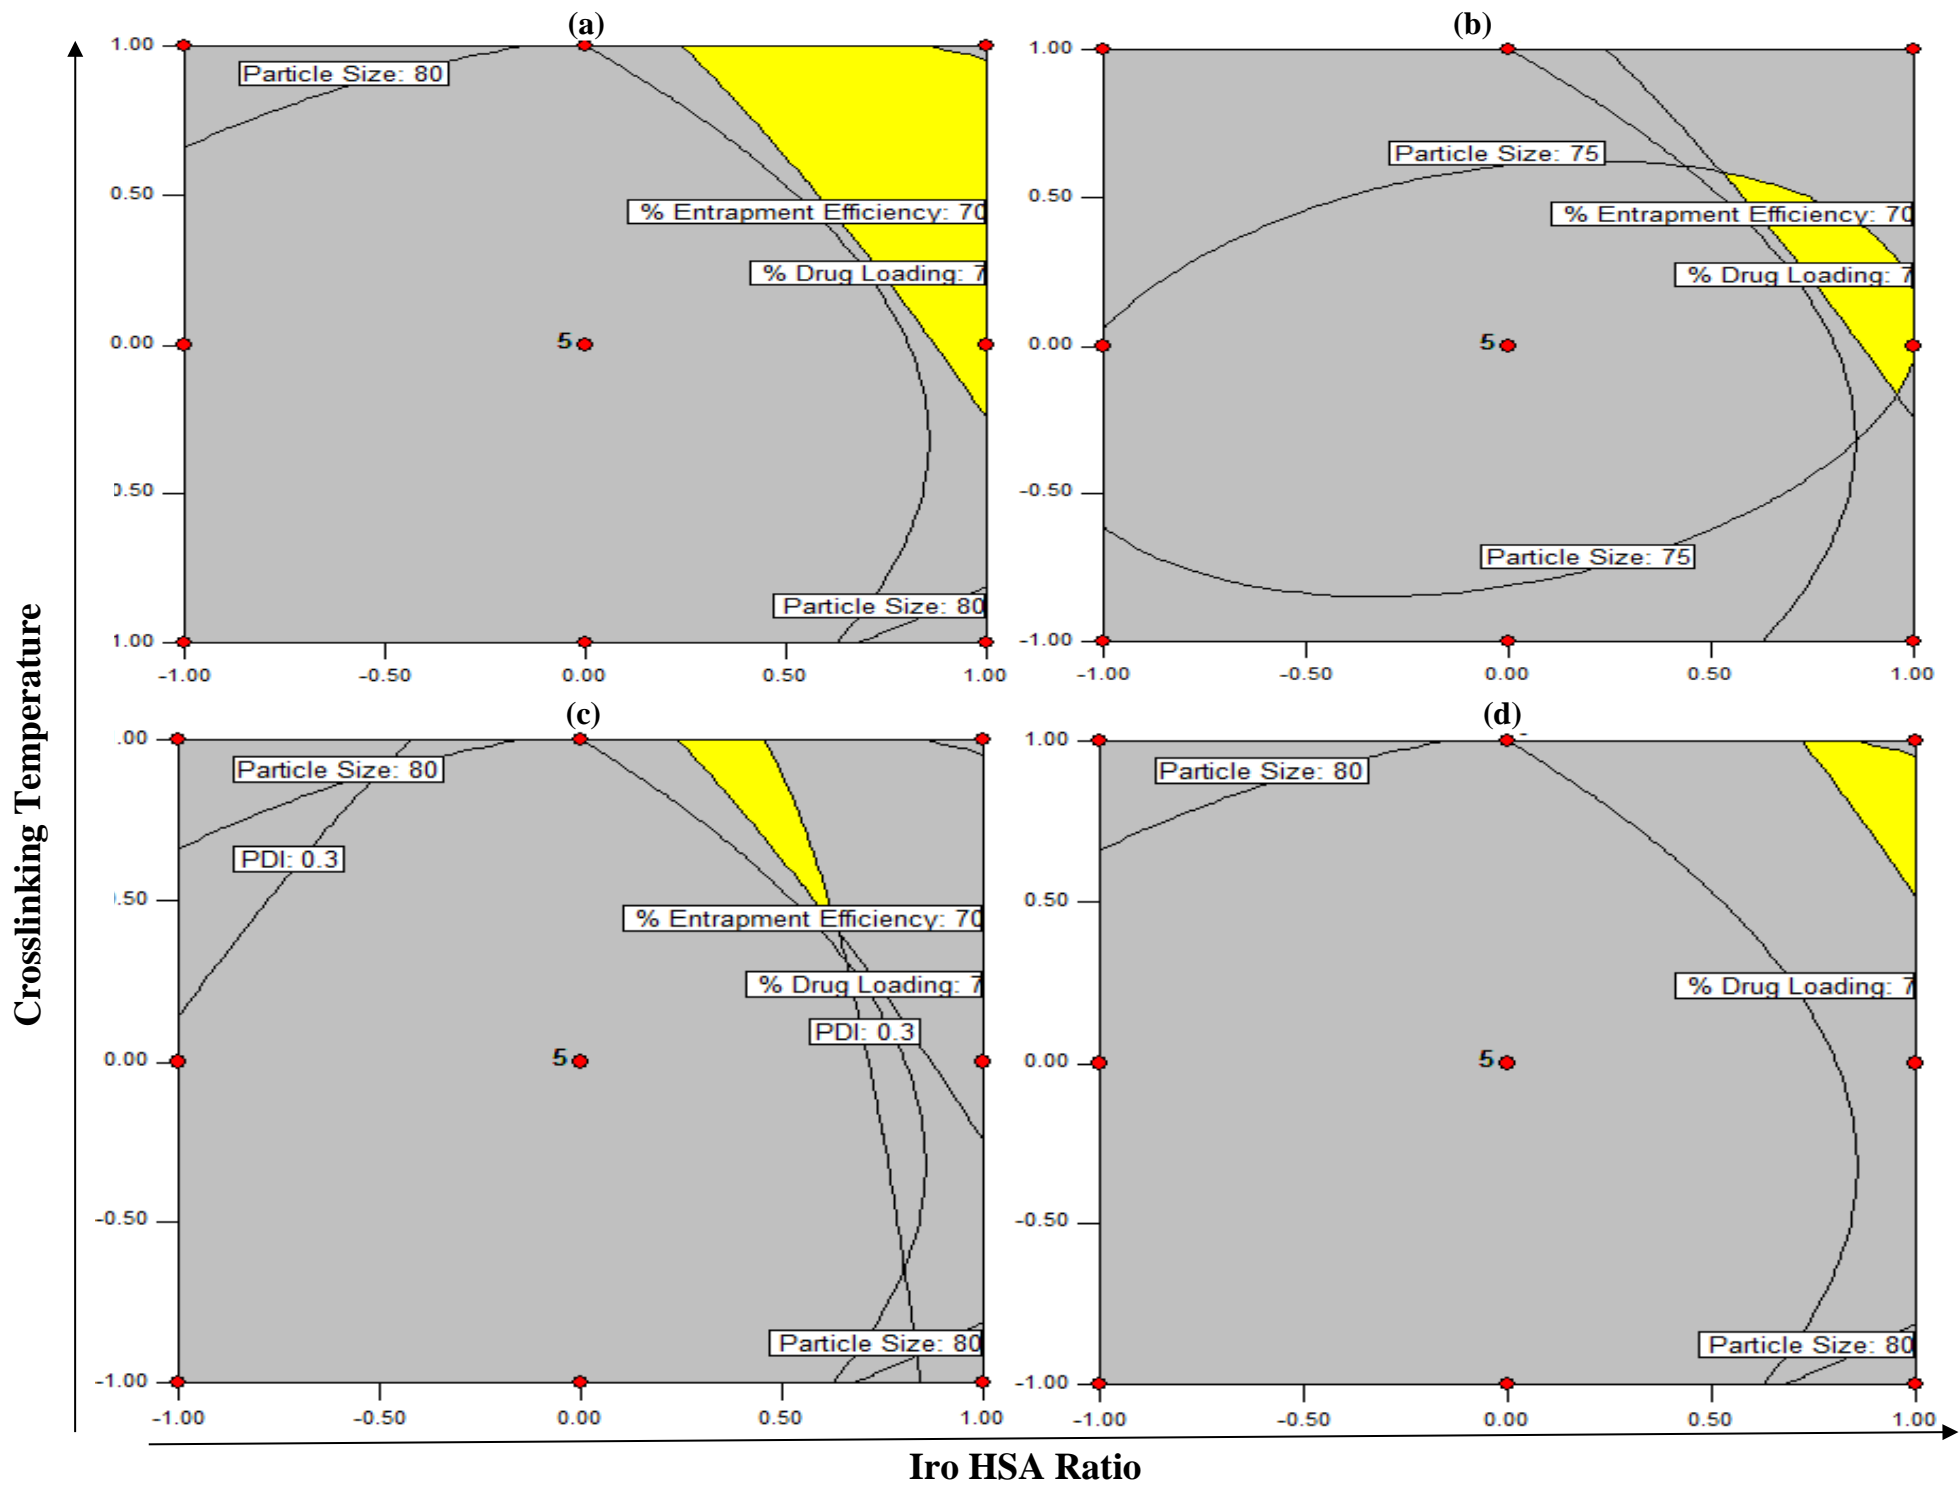 (a)
1.00
Particle Size: 80
0.50
% Entrapment Efficiency: 70
% Drug Loading: 7
0.00
5
0.50
Particle Size: 80
1.00
-1.00 -0.50 0.00 0.50 1.00
(b)
1.00
Particle Size: 75
0.50
% Entrapment Efficiency: 70
% Drug Loading: 7
0.00
5
-0.50
Particle Size: 75
-1.00
-1.00 -0.50 0.00 0.50 1.00
(c)
.00
Particle Size: 80
PDI: 0.3
.50
% Entrapment Efficiency: 70
% Drug Loading: 7
PDI: 0.3
0.00
5
-0.50
Particle Size: 80
-1.00
-1.00 -0.50 0.00 0.50 1.00
(d)
1.00
Particle Size: 80
0.50
% Drug Loading: 7
0.00
5
-0.50
Particle Size: 80
-1.00
-1.00 -0.50 0.00 0.50 1.00
Crosslinking Temperature
Iro HSA Ratio